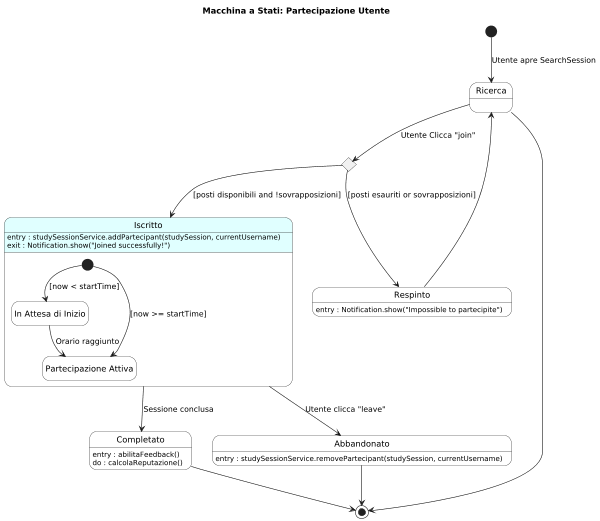 Macchina a Stati: Partecipazione Utente
Utente apre SearchSession
Ricerca
Utente Clicca "join"
[posti disponibili and !sovrapposizioni]
[posti esauriti or sovrapposizioni]
Iscritto
entry : studySessionService.addPartecipant(studySession, currentUsername)
exit : Notification.show("Joined successfully!")
[now < startTime]
In Attesa di Inizio
[now >= startTime]
Orario raggiunto
Partecipazione Attiva
Respinto
entry : Notification.show("Impossible to partecipite")
Sessione conclusa
Utente clicca "leave"
Completato
entry : abilitaFeedback()
do : calcolaReputazione()
Abbandonato
entry : studySessionService.removePartecipant(studySession, currentUsername)